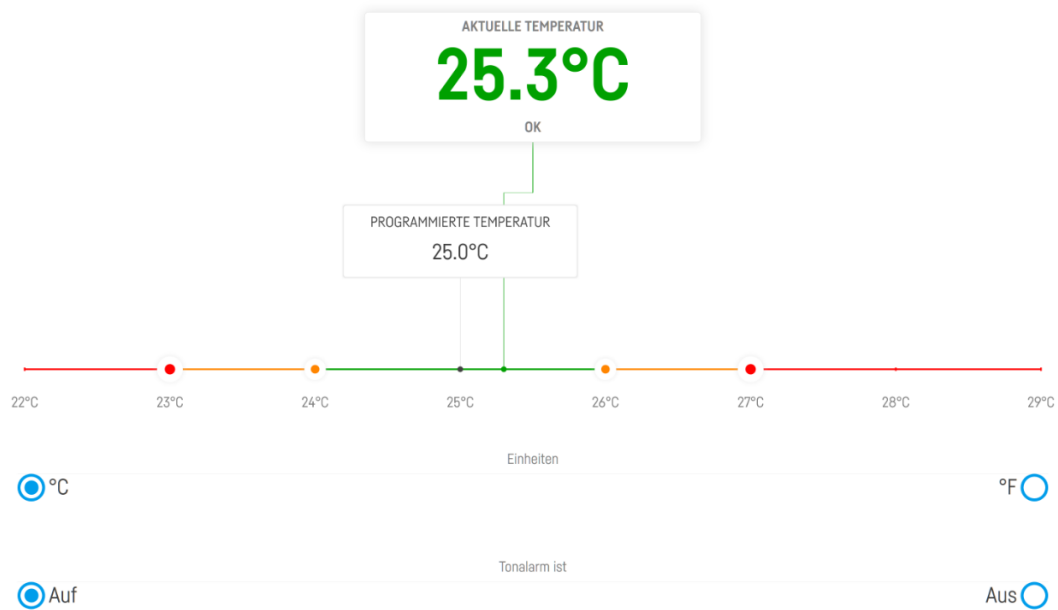 AKTUELLE TEMPERATUR
25.3°C
OK
PROGRAMMIERTE TEMPERATUR
25.0°C
22°C 23°C 24°C 25°C 26°C 27°C 28°C 29°C
Einheiten
°C °F
Tonalarm ist
Auf Aus